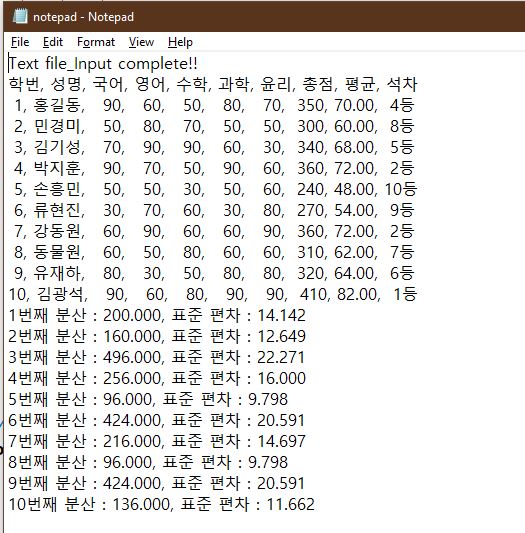 notepad - Notepad
File Edit Format View Help
Text file_Input complete!!
학번, 성명, 국어, 영어, 수학, 과학, 윤리, 총점, 평균, 석차
1, 홍길동, 90, 60, 50, 80, 70, 350, 70.00, 4등
2, 민경미, 50, 80, 70, 50, 50, 300, 60.00, 8등
3, 김기성, 70, 90, 90, 60, 30, 340, 68.00, 5등
4, 박지훈, 90, 70, 50, 90, 60, 360, 72.00, 2등
5, 손흥민, 50, 50, 30, 50, 60, 240, 48.00, 10등
6, 류현진, 30, 70, 60, 30, 80, 270, 54.00, 9등
7, 강동원, 60, 90, 60, 60, 90, 360, 72.00, 2등
8, 동물원, 60, 50, 80, 60, 60, 310, 62.00, 7등
9, 유재하, 80, 30, 50, 80, 80, 320, 64.00, 6등
10, 김광석, 90, 60, 80, 90, 90, 410, 82.00, 1등
1번째 분산 : 200.000, 표준 편차 : 14.142
2번째 분산 : 160.000, 표준 편차 : 12.649
3번째 분산 : 496.000, 표준 편차 : 22.271
4번째 분산 : 256.000, 표준 편차 : 16.000
5번째 분산 : 96.000, 표준 편차 : 9.798
6번째 분산 : 424.000, 표준 편차 : 20.591
7번째 분산 : 216.000, 표준 편차 : 14.697
8번째 분산 : 96.000, 표준 편차 : 9.798
9번째 분산 : 424.000, 표준 편차 : 20.591
10번째 분산 : 136.000, 표준 편차 : 11.662